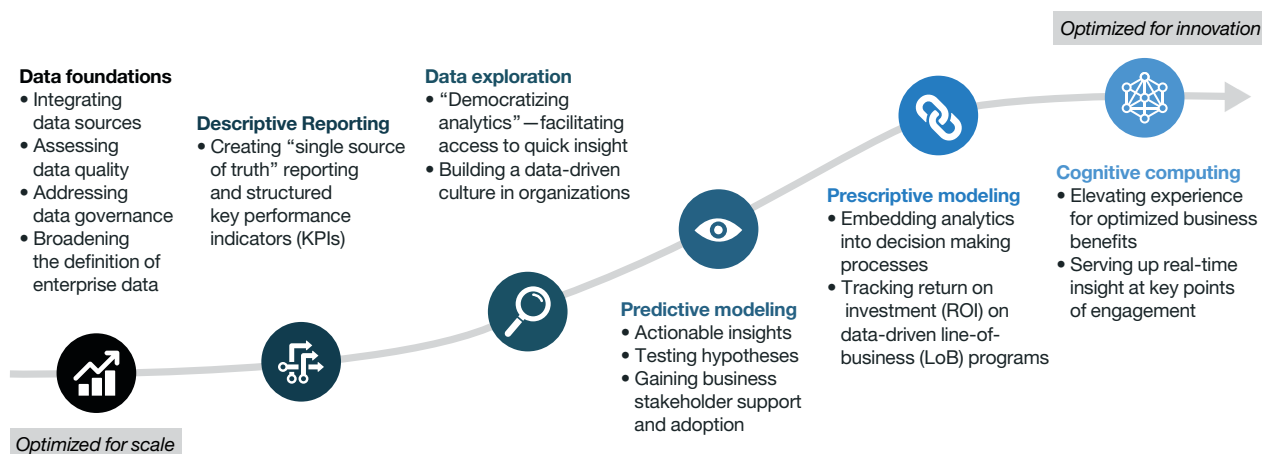 Optimized for innovation
Data foundations
• Integrating
data sources
• Assessing
data quality
• Addressing
data governance
• Broadening
the definition of
enterprise data
Descriptive Reporting
• Creating “single source
of truth” reporting
and structured
key performance
indicators (KPIs)
Data exploration
• “Democratizing
analytics”—facilitating
access to quick insight
• Building a data-driven
culture in organizations
Predictive modeling
• Actionable insights
• Testing hypotheses
• Gaining business
stakeholder support
and adoption
Prescriptive modeling
• Embedding analytics
into decision making
processes
• Tracking return on
investment (ROI) on
data-driven line-of-
business (LoB) programs
Cognitive computing
• Elevating experience
for optimized business
benefits
• Serving up real-time
insight at key points
of engagement
Optimized for scale